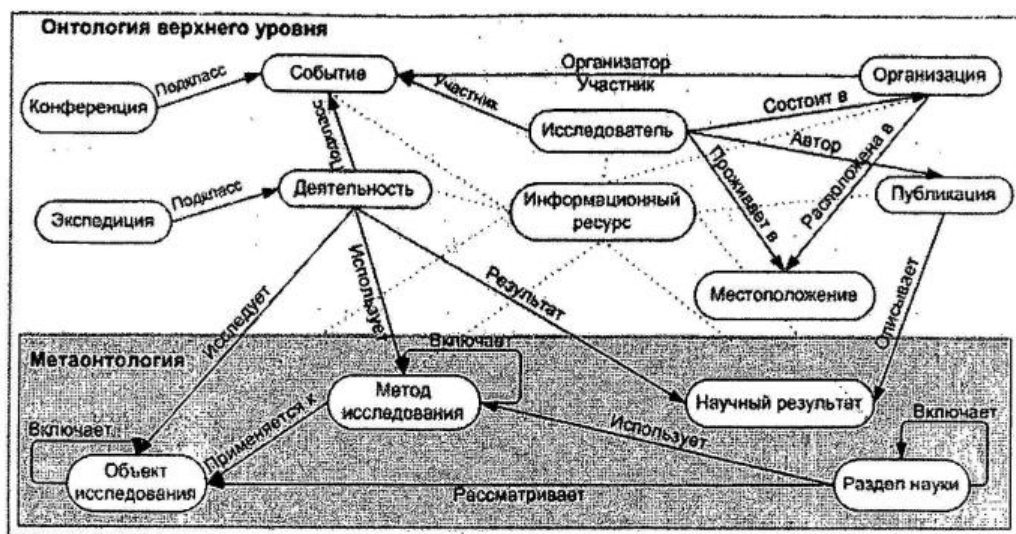 Онтология верхнего уровня
Подкласс
Событие
Организатор
Участник
Организация
Конференция
Участник
Исследователь
Состоит в
Автор
Подкласс
Подкласс
Деятельность
Экспедиция
Информационный
ресурс
Проживает в
Расположена в
Публикация
Исследует
Использует
Результат
Местоположение
Описывает
Метаонтология
Включает
Метод
исследования
Научный результат
Включает
Включает
Применяется к
Использует
Объект
исследования
Рассматривает
Раздел науки